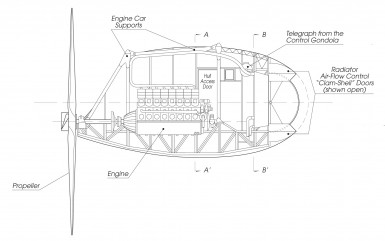 Engine Car
Supports
A
B
Telegraph from the
Control Gondola
Hull
Access
Door
Radiator
Air-Flow Control
"Clam-Shell" Doors
(shown open)
Engine
A'
B'
Propeller